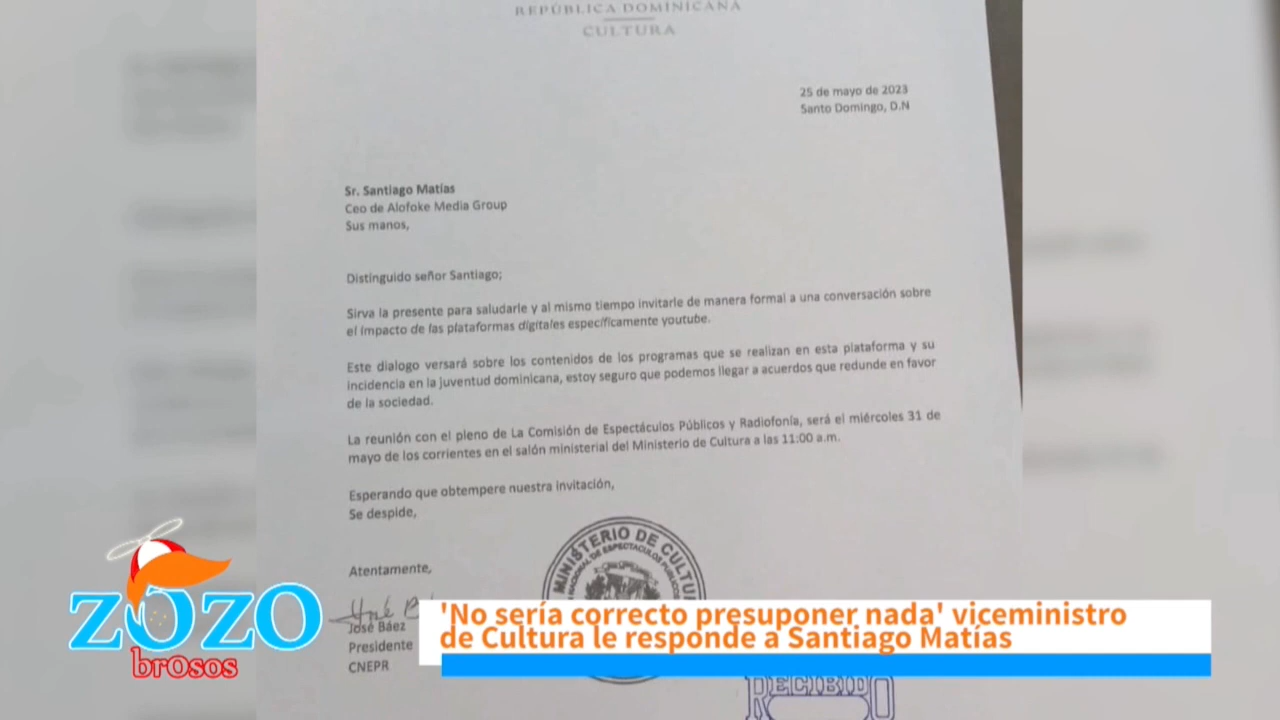 REPÚBLICA DOMINICANA
CULTURA
25 de mayo de 2023
Santo Domingo, D.N
Sr. Santiago Matías
Ceo de Alofoke Media Group
Sus manos,
Distinguido señor Santiago;
Sirva la presente para saludarle y al mismo tiempo invitarle de manera formal a una conversación sobre
el impacto de las plataformas digitales específicamente youtube.
Este dialogo versará sobre los contenidos de los programas que se realizan en esta plataforma y su
incidencia en la juventud dominicana, estoy seguro que podemos llegar a acuerdos que redunde en favor
de la sociedad.
La reunión con el pleno de La Comisión de Espectáculos Públicos y Radiofonía, será el miércoles 31 de
mayo de los corrientes en el salón ministerial del Ministerio de Cultura a las 11:00 a.m.
Esperando que obtempere nuestra invitación,
Se despide,
Atentamente,
José Báez
Presidente
CNEPR
MINISTERIO DE CULTUR
NACIONAL DE ESPECTACULOS PUBLICOS
RECIBIDO
ZOZO
brOsos
'No sería correcto presuponer nada' viceministro
de Cultura le responde a Santiago Matías